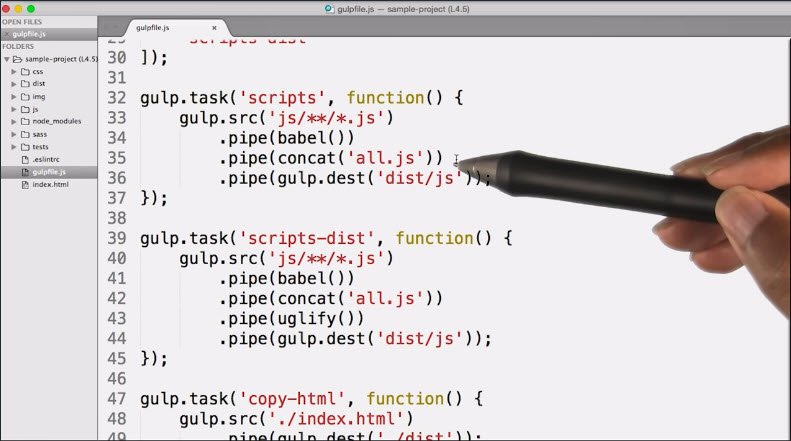 gulpfile.js — sample-project (L4.5)
OPEN FILES
gulpfile.js
FOLDERS
sample-project (L4.5)
css
dist
img
js
node_modules
sass
tests
.eslintrc
gulpfile.js
index.html
gulpfile.js
29 scripts-dist
30 ]);
31
32 gulp.task('scripts', function() {
33 gulp.src('js/**/*.js')
34 .pipe(babel())
35 .pipe(concat('all.js'))
36 .pipe(gulp.dest('dist/js'));
37 });
38
39 gulp.task('scripts-dist', function() {
40 gulp.src('js/**/*.js')
41 .pipe(babel())
42 .pipe(concat('all.js'))
43 .pipe(uglify())
44 .pipe(gulp.dest('dist/js'));
45 });
46
47 gulp.task('copy-html', function() {
48 gulp.src('./index.html')
49 .pipe(gulp.dest('./dist'))